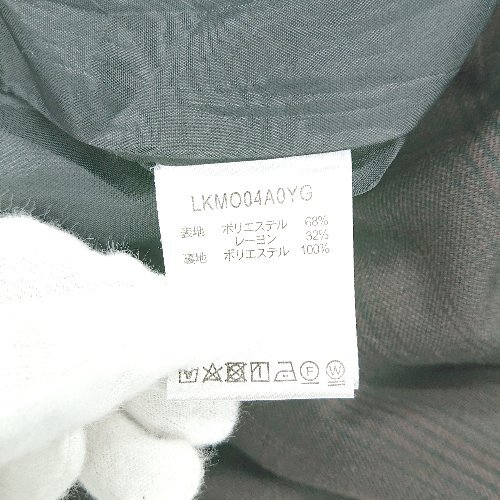 LKMO04A0YG
表地 ポリエステル 68%
レーヨン 32%
裏地 ポリエステル 100%
F W